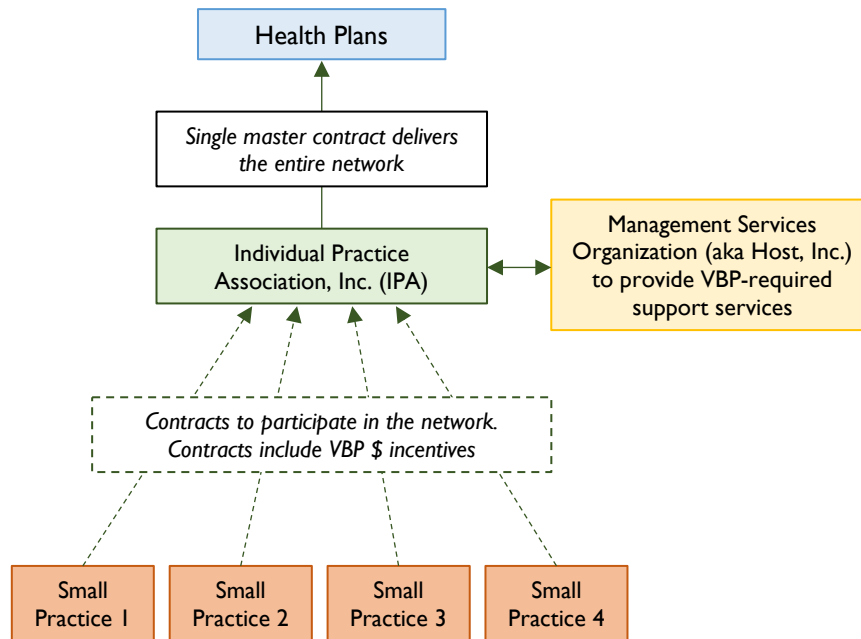 Health Plans
Single master contract delivers
the entire network
Individual Practice
Association, Inc. (IPA)
Management Services
Organization (aka Host, Inc.)
to provide VBP-required
support services
Contracts to participate in the network.
Contracts include VBP $ incentives
Small
Practice 1
Small
Practice 2
Small
Practice 3
Small
Practice 4